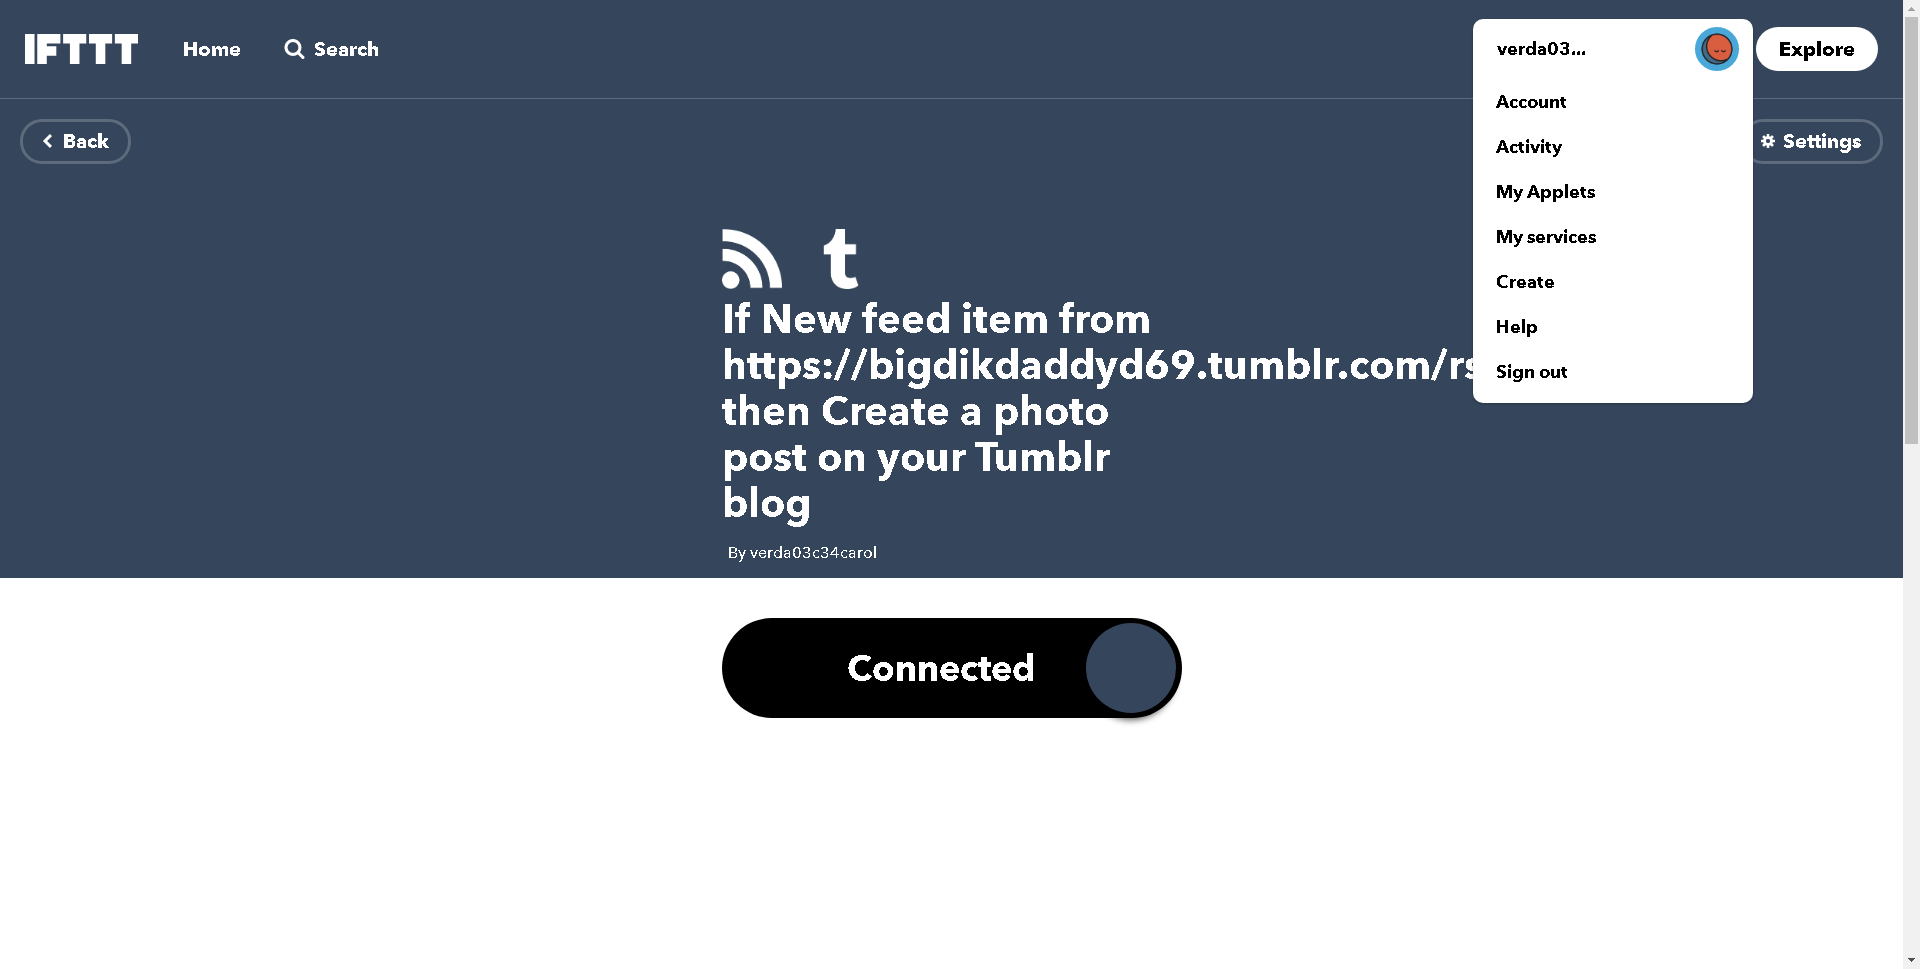 IFTTT
Home
Search
verda03...
Explore
Back
Settings
Account
Activity
My Applets
My services
Create
Help
Sign out
If New feed item from
https://bigdikdaddyd69.tumblr.com/rs
then Create a photo
post on your Tumblr
blog
By verda03c34carol
Connected